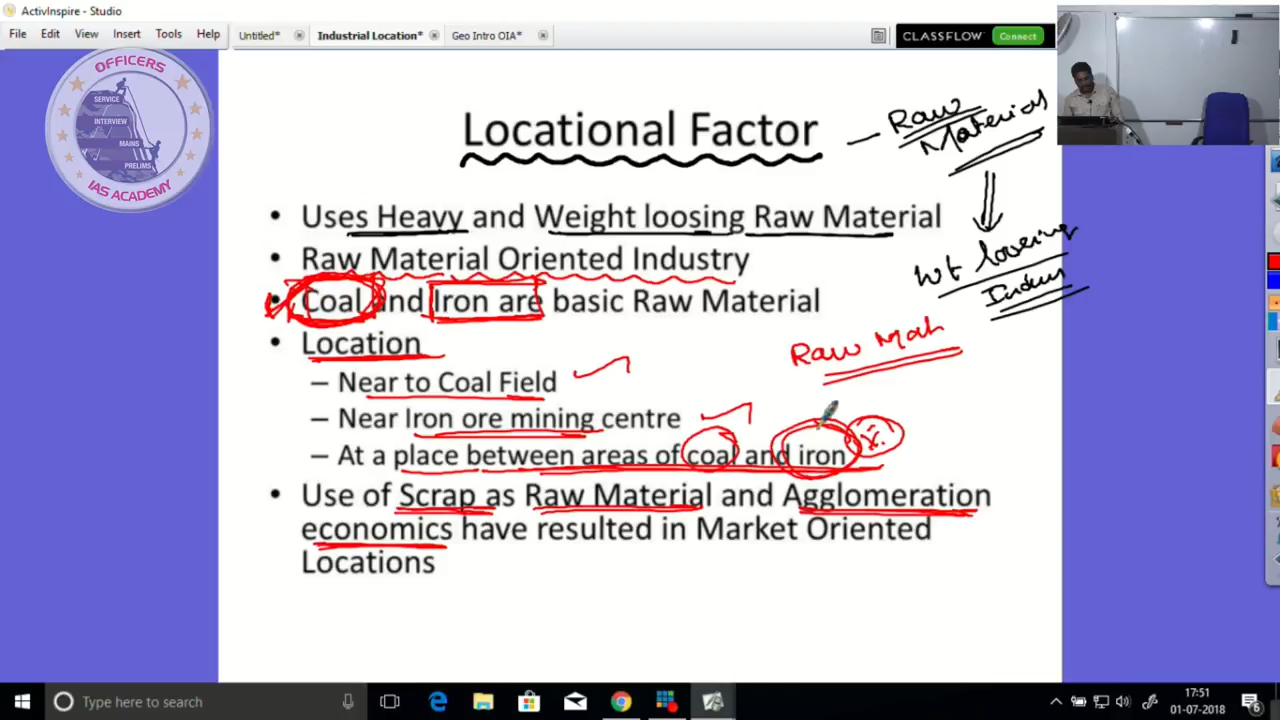 ActivInspire - Studio
File Edit View Insert Tools Help
Untitled* Industrial Location* Geo Intro OIA* CLASSFLOW Connect
OFFICERS
SERVICE
INTERVIEW
MAINS
PRELIMS
IAS ACADEMY
Locational Factor
Raw
Materials
• Uses Heavy and Weight loosing Raw Material
• Raw Material Oriented Industry
Wt loosing
• Coal and Iron are basic Raw Material
• Location
Raw
– Near to Coal Field
– Near Iron ore mining centre
– At a place between areas of coal and iron
• Use of Scrap as Raw Material and Agglomeration
economics have resulted in Market Oriented
Locations
Type here to search
17:51
01-07-2018
6